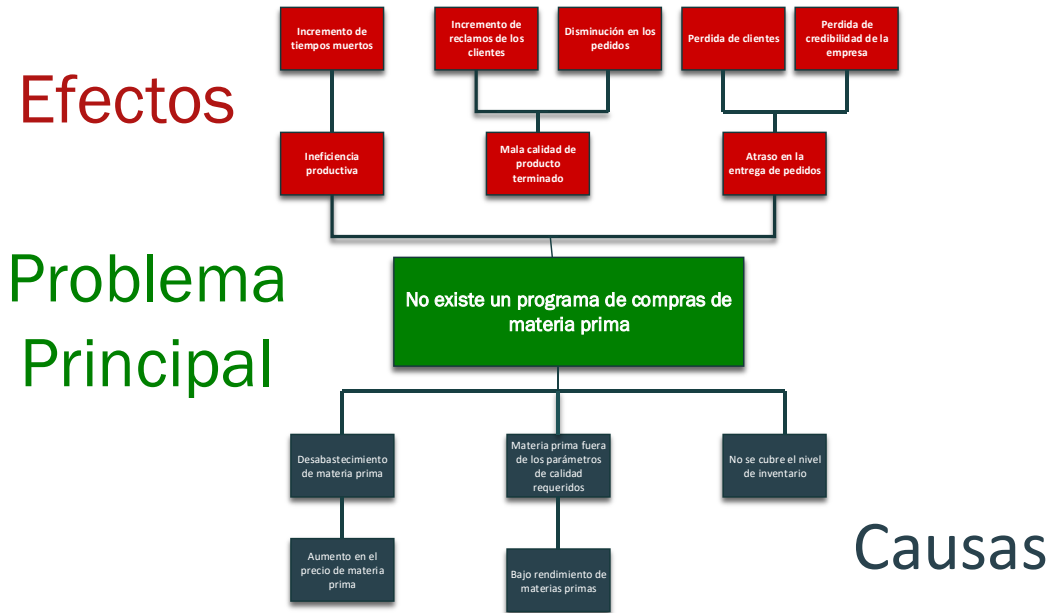 Incremento de
tiempos muertos
Incremento de
reclamos de los
clientes
Disminución en los
pedidos
Perdida de clientes
Perdida de
credibilidad de la
empresa
Efectos
Ineficiencia
productiva
Mala calidad de
producto
terminado
Atraso en la
entrega de pedidos
Problema
Principal
No existe un programa de compras de
materia prima
Desabastecimiento
de materia prima
Materia prima fuera
de los parámetros
de calidad
requeridos
No se cubre el nivel
de inventario
Causas
Aumento en el
precio de materia
prima
Bajo rendimiento de
materias primas